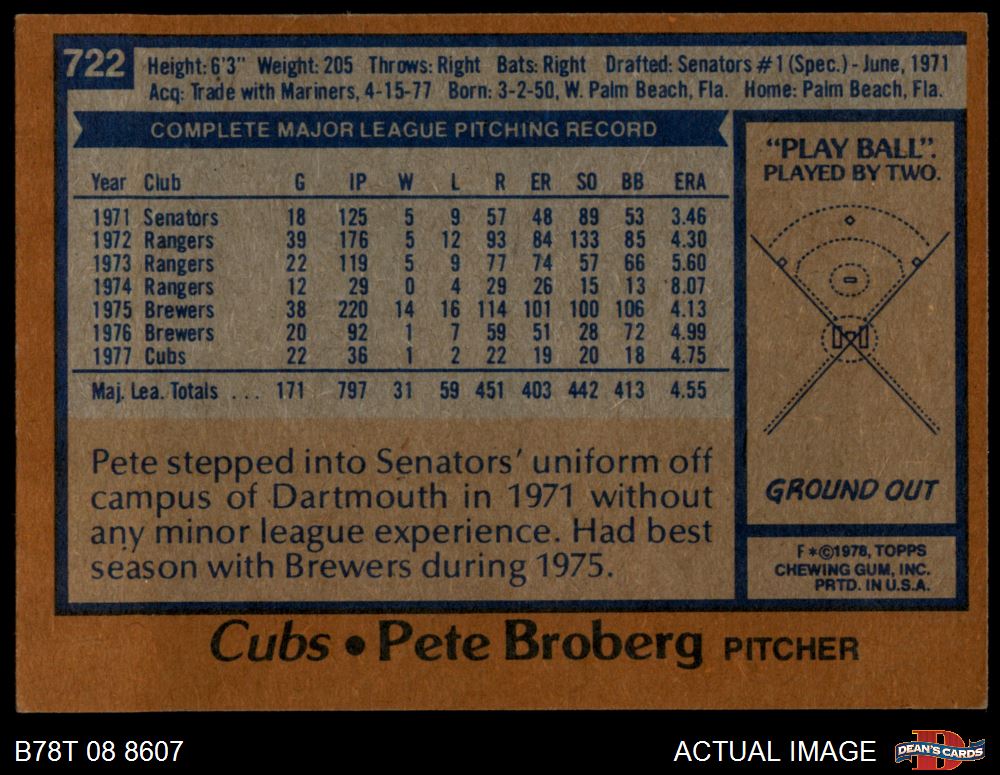 722
Height: 6'3" Weight: 205 Throws: Right Bats: Right Drafted: Senators #1 (Spec.) - June, 1971
Acq: Trade with Mariners, 4-15-77 Born: 3-2-50, W. Palm Beach, Fla. Home: Palm Beach, Fla.
COMPLETE MAJOR LEAGUE PITCHING RECORD
Year Club G IP W L R ER SO BB ERA
1971 Senators 18 125 5 9 57 48 89 53 3.46
1972 Rangers 39 176 5 12 93 84 133 85 4.30
1973 Rangers 22 119 5 9 77 74 57 66 5.60
1974 Rangers 12 29 0 4 29 26 15 13 8.07
1975 Brewers 38 220 14 16 114 101 100 106 4.13
1976 Brewers 20 92 1 7 59 51 28 72 4.99
1977 Cubs 22 36 1 2 22 19 20 18 4.75
Maj. Lea. Totals ... 171 797 31 59 451 403 442 413 4.55
Pete stepped into Senators' uniform off
campus of Dartmouth in 1971 without
any minor league experience. Had best
season with Brewers during 1975.
"PLAY BALL".
PLAYED BY TWO.
GROUND OUT
F*©1978, TOPPS
CHEWING GUM, INC.
PRTD. IN U.S.A.
Cubs • Pete Broberg PITCHER
B78T 08 8607
ACTUAL IMAGE
DEAN'S CARDS